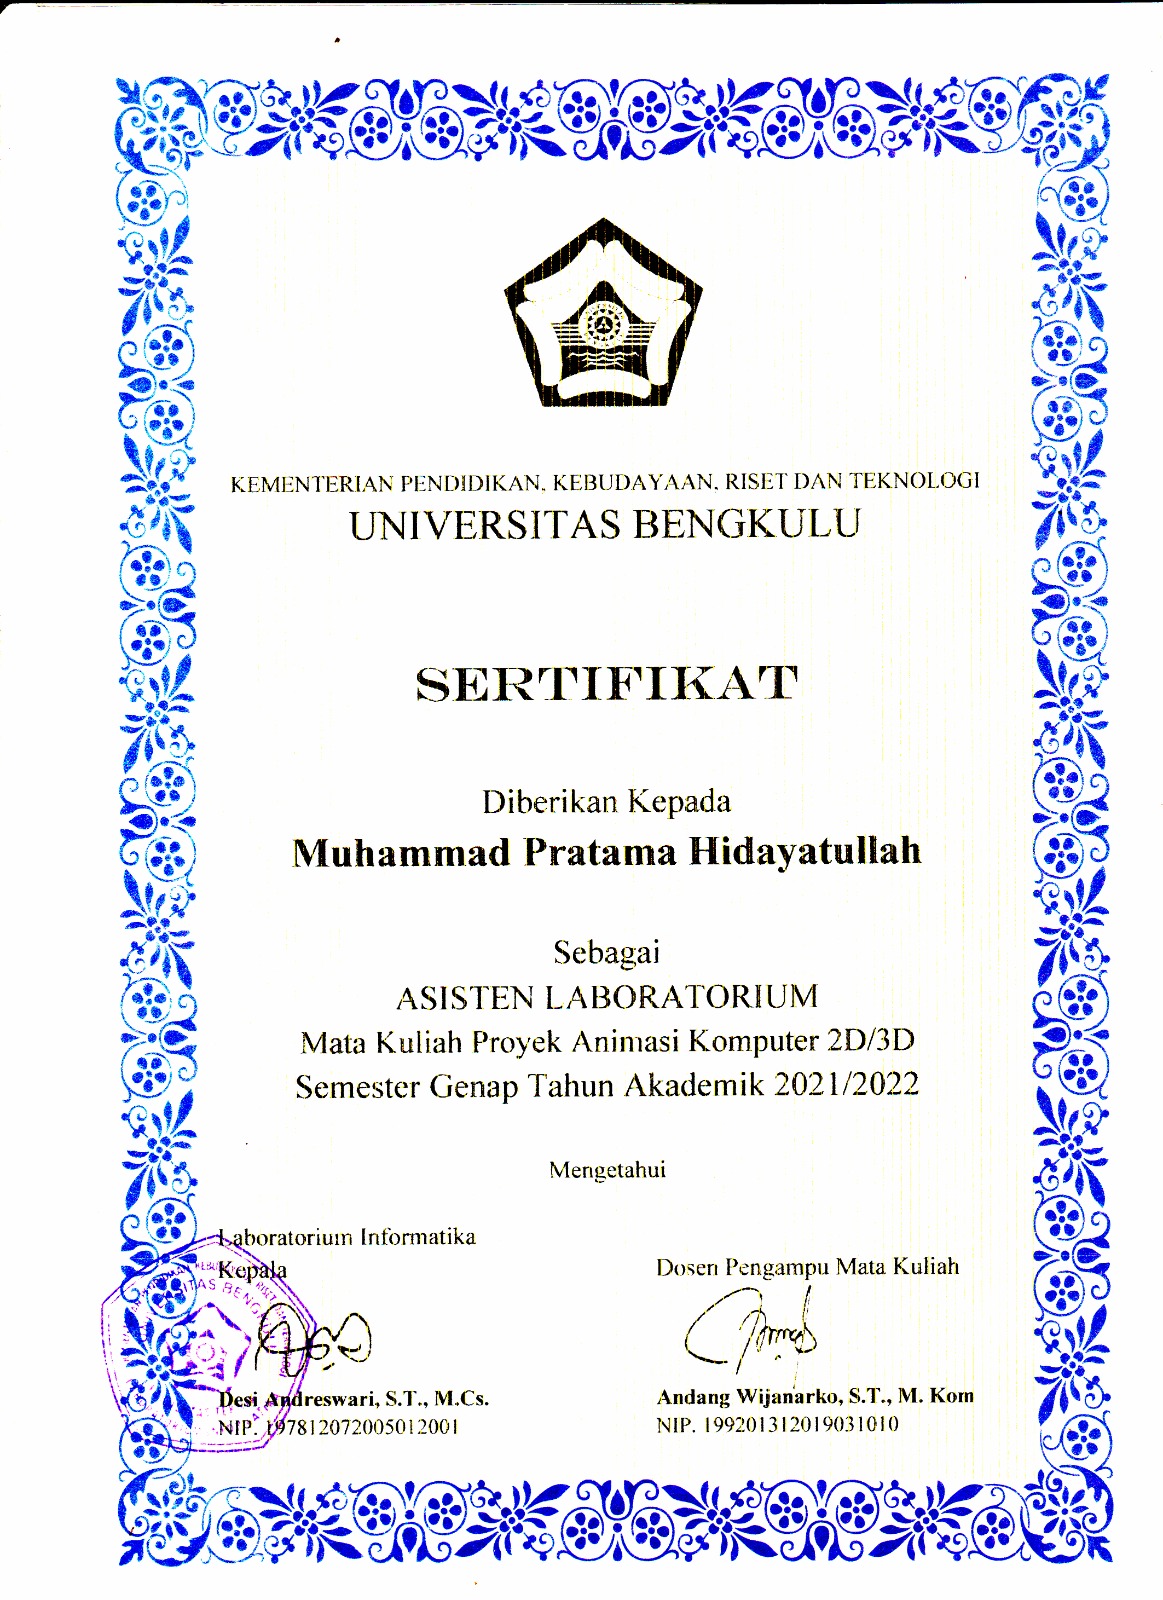 KEMENTERIAN PENDIDIKAN, KEBUDAYAAN, RISET DAN TEKNOLOGI
UNIVERSITAS BENGKULU
SERTIFIKAT
Diberikan Kepada
Muhammad Pratama Hidayatullah
Sebagai
ASISTEN LABORATORIUM
Mata Kuliah Proyek Animasi Komputer 2D/3D
Semester Genap Tahun Akademik 2021/2022
Mengetahui
Laboratorium Informatika
Kepala
Desi Andreswari, S.T., M.Cs.
NIP. 197812072005012001
Dosen Pengampu Mata Kuliah
Andang Wijanarko, S.T., M. Kom
NIP. 199201312019031010